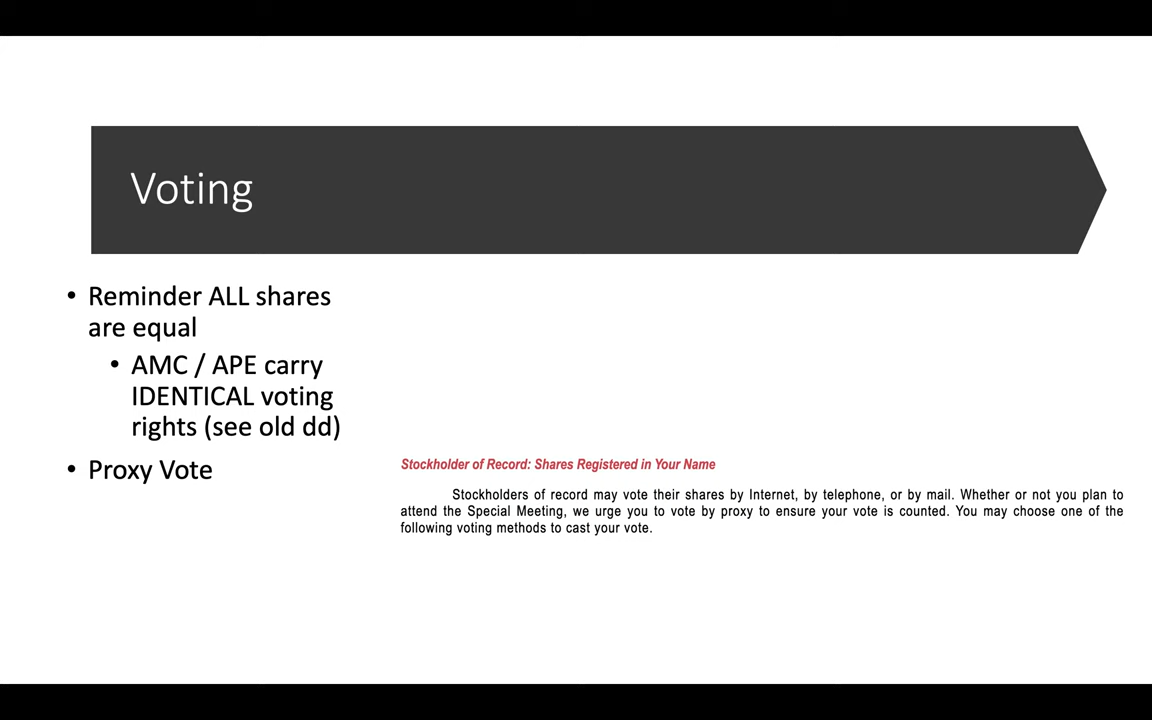 Voting
• Reminder ALL shares
are equal
• AMC / APE carry
IDENTICAL voting
rights (see old dd)
• Proxy Vote
Stockholder of Record: Shares Registered in Your Name
Stockholders of record may vote their shares by Internet, by telephone, or by mail. Whether or not you plan to
attend the Special Meeting, we urge you to vote by proxy to ensure your vote is counted. You may choose one of the
following voting methods to cast your vote.